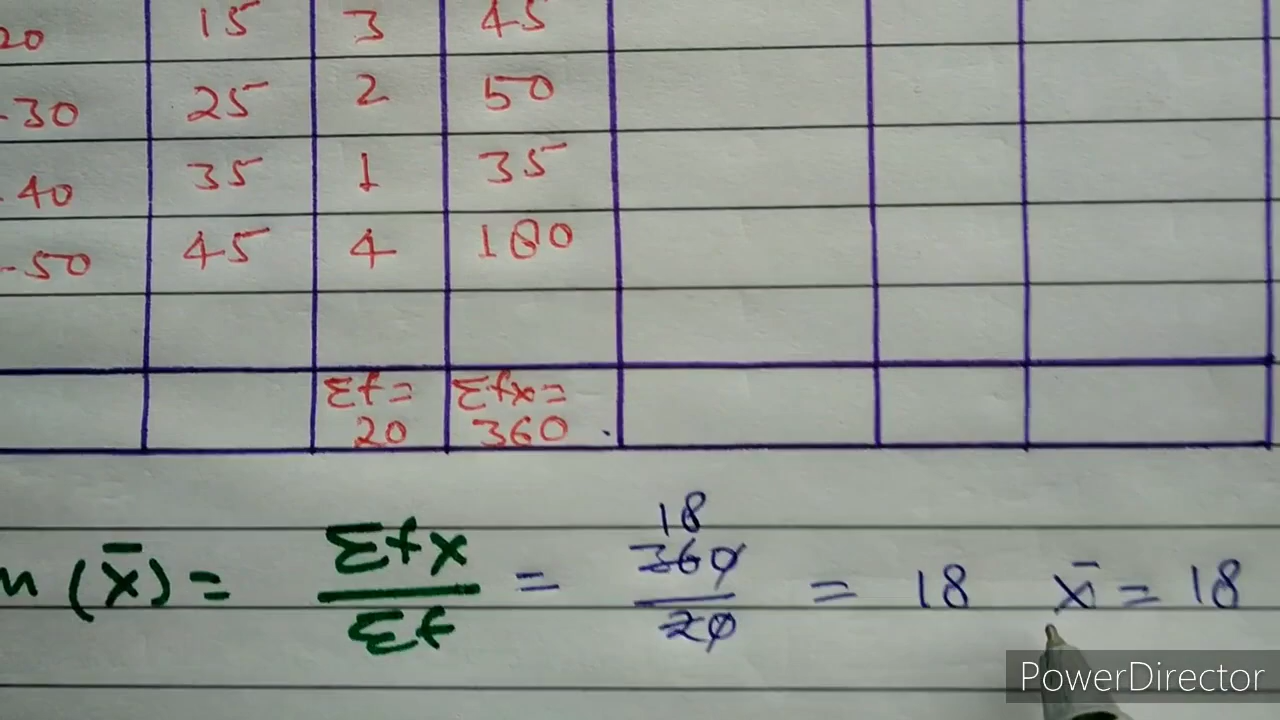 20 15 3 45
-30 25 2 50
-40 35 1 35
-50 45 4 180
Σf= Σfx=
20 360 .
n (x̄) = Σfx / Σf = 18 360 / 20 = 18 x̄ = 18
PowerDirector